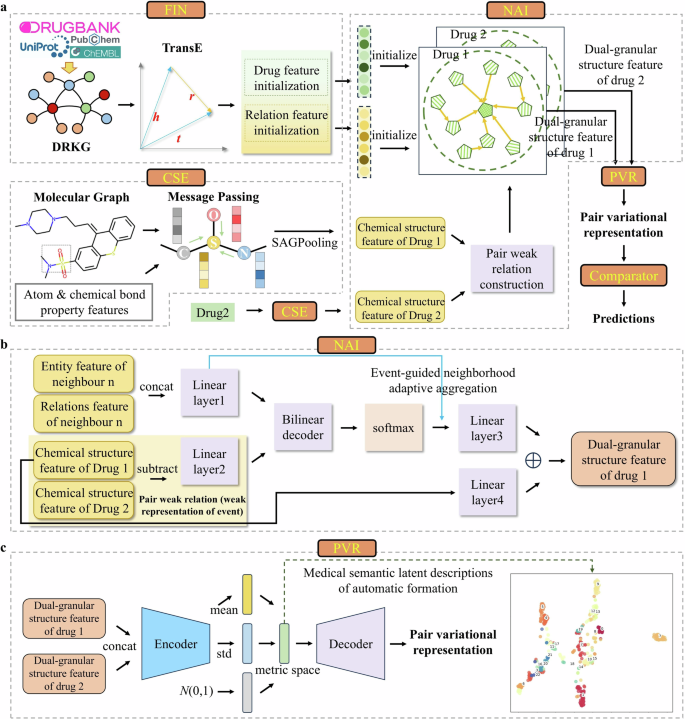 a
FIN
DRUGBANK
UniProt
PubChem
ChEMBL
DRKG
TransE
h
r
t
Drug feature
initialization
Relation feature
initialization
initialize
initialize
NAI
Drug 2
Drug 1
Dual-granular
structure feature
of drug 2
Dual-granular
structure feature
of drug 1
PVR
Pair variational
representation
Comparator
Predictions
CSE
Molecular Graph
Message Passing
C
S
O
N
SAGPooling
Atom & chemical bond
property features
Drug2
CSE
Chemical structure
feature of Drug 1
Chemical structure
feature of Drug 2
Pair weak
relation
construction
b
NAI
Entity feature of
neighbour n
Relations feature of
neighbour n
concat
Linear
layer1
Chemical structure
feature of Drug 1
Chemical structure
feature of Drug 2
subtract
Linear
layer2
Pair weak relation (weak
representation of event)
Bilinear
decoder
softmax
Event-guided neighborhood
adaptive aggregation
Linear
layer3
Linear
layer4
Dual-granular
structure feature
of drug 1
c
PVR
Dual-granular
structure feature
of drug 1
Dual-granular
structure feature
of drug 2
concat
Encoder
mean
std
N(0,1)
metric space
Medical semantic latent descriptions
of automatic formation
Decoder
Pair variational
representation